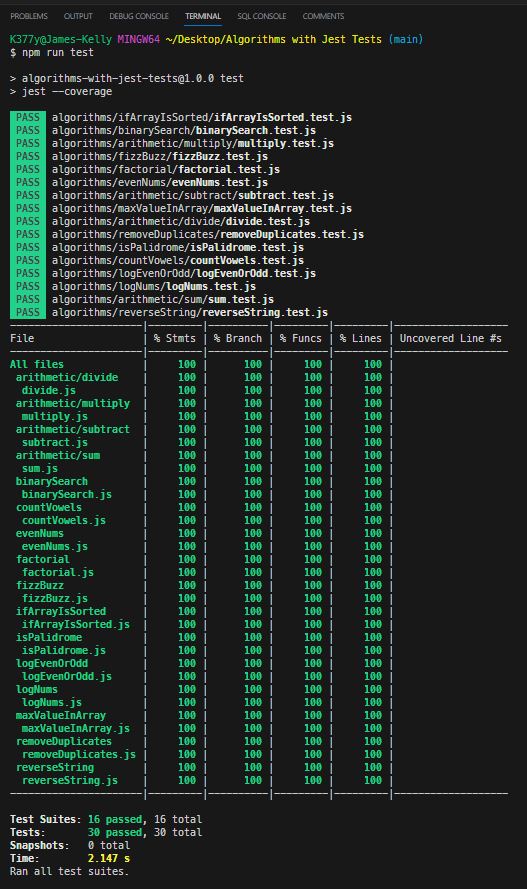 PROBLEMS OUTPUT DEBUG CONSOLE TERMINAL SQL CONSOLE COMMENTS
K377y@James-Kelly MINGW64 ~/Desktop/Algorithms with Jest Tests (main)
$ npm run test
> algorithms-with-jest-tests@1.0.0 test
> jest --coverage
PASS algorithms/ifArrayIsSorted/ifArrayIsSorted.test.js
PASS algorithms/binarySearch/binarySearch.test.js
PASS algorithms/arithmetic/multiply/multiply.test.js
PASS algorithms/fizzBuzz/fizzBuzz.test.js
PASS algorithms/factorial/factorial.test.js
PASS algorithms/evenNums/evenNums.test.js
PASS algorithms/arithmetic/subtract/subtract.test.js
PASS algorithms/maxValueInArray/maxValueInArray.test.js
PASS algorithms/arithmetic/divide/divide.test.js
PASS algorithms/removeDuplicates/removeDuplicates.test.js
PASS algorithms/isPalidrome/isPalidrome.test.js
PASS algorithms/countVowels/countVowels.test.js
PASS algorithms/logEvenOrOdd/logEvenOrOdd.test.js
PASS algorithms/logNums/logNums.test.js
PASS algorithms/arithmetic/sum/sum.test.js
PASS algorithms/reverseString/reverseString.test.js
File | % Stmts | % Branch | % Funcs | % Lines | Uncovered Line #s
All files | 100 | 100 | 100 | 100 |
arithmetic/divide | 100 | 100 | 100 | 100 |
divide.js | 100 | 100 | 100 | 100 |
arithmetic/multiply | 100 | 100 | 100 | 100 |
multiply.js | 100 | 100 | 100 | 100 |
arithmetic/subtract | 100 | 100 | 100 | 100 |
subtract.js | 100 | 100 | 100 | 100 |
arithmetic/sum | 100 | 100 | 100 | 100 |
sum.js | 100 | 100 | 100 | 100 |
binarySearch | 100 | 100 | 100 | 100 |
binarySearch.js | 100 | 100 | 100 | 100 |
countVowels | 100 | 100 | 100 | 100 |
countVowels.js | 100 | 100 | 100 | 100 |
evenNums | 100 | 100 | 100 | 100 |
evenNums.js | 100 | 100 | 100 | 100 |
factorial | 100 | 100 | 100 | 100 |
factorial.js | 100 | 100 | 100 | 100 |
fizzBuzz | 100 | 100 | 100 | 100 |
fizzBuzz.js | 100 | 100 | 100 | 100 |
ifArrayIsSorted | 100 | 100 | 100 | 100 |
ifArrayIsSorted.js | 100 | 100 | 100 | 100 |
isPalidrome | 100 | 100 | 100 | 100 |
isPalidrome.js | 100 | 100 | 100 | 100 |
logEvenOrOdd | 100 | 100 | 100 | 100 |
logEvenOrOdd.js | 100 | 100 | 100 | 100 |
logNums | 100 | 100 | 100 | 100 |
logNums.js | 100 | 100 | 100 | 100 |
maxValueInArray | 100 | 100 | 100 | 100 |
maxValueInArray.js | 100 | 100 | 100 | 100 |
removeDuplicates | 100 | 100 | 100 | 100 |
removeDuplicates.js | 100 | 100 | 100 | 100 |
reverseString | 100 | 100 | 100 | 100 |
reverseString.js | 100 | 100 | 100 | 100 |
Test Suites: 16 passed, 16 total
Tests: 30 passed, 30 total
Snapshots: 0 total
Time: 2.147 s
Ran all test suites.